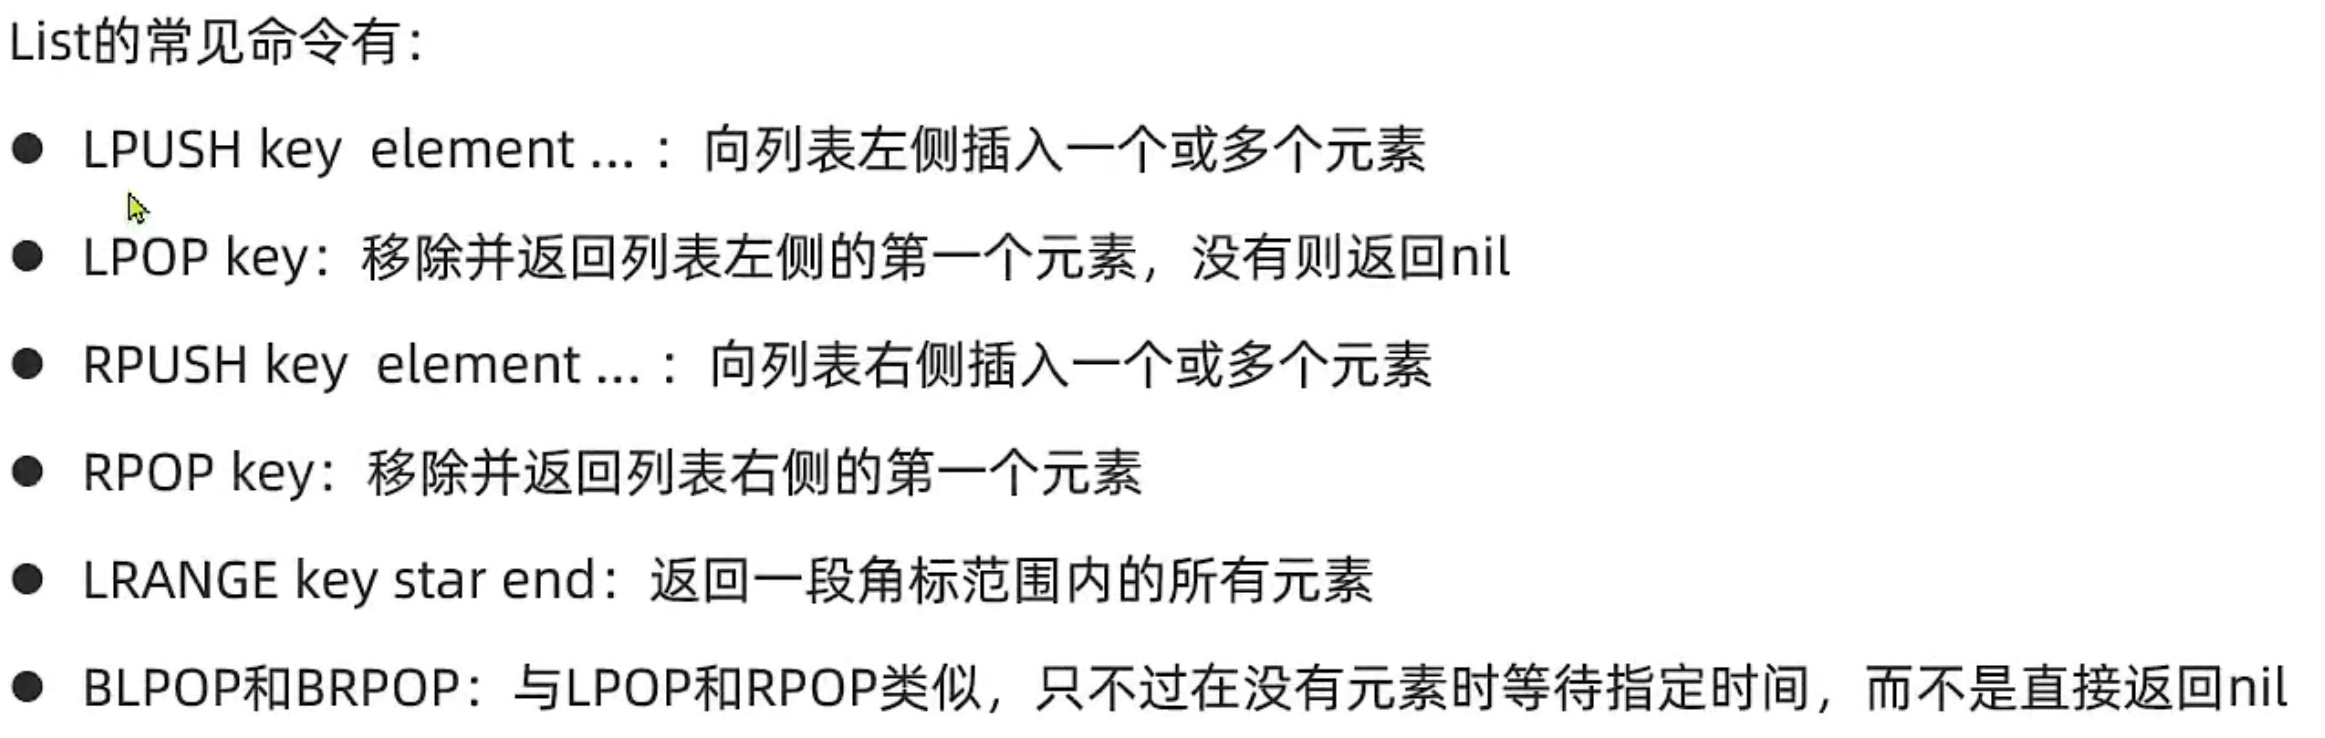 List的常见命令有：
● LPUSH key  element ... ：向列表左侧插入一个或多个元素
● LPOP key：移除并返回列表左侧的第一个元素，没有则返回nil
● RPUSH key  element ... ：向列表右侧插入一个或多个元素
● RPOP key：移除并返回列表右侧的第一个元素
● LRANGE key star end：返回一段角标范围内的所有元素
● BLPOP和BRPOP：与LPOP和RPOP类似，只不过在没有元素时等待指定时间，而不是直接返回nil